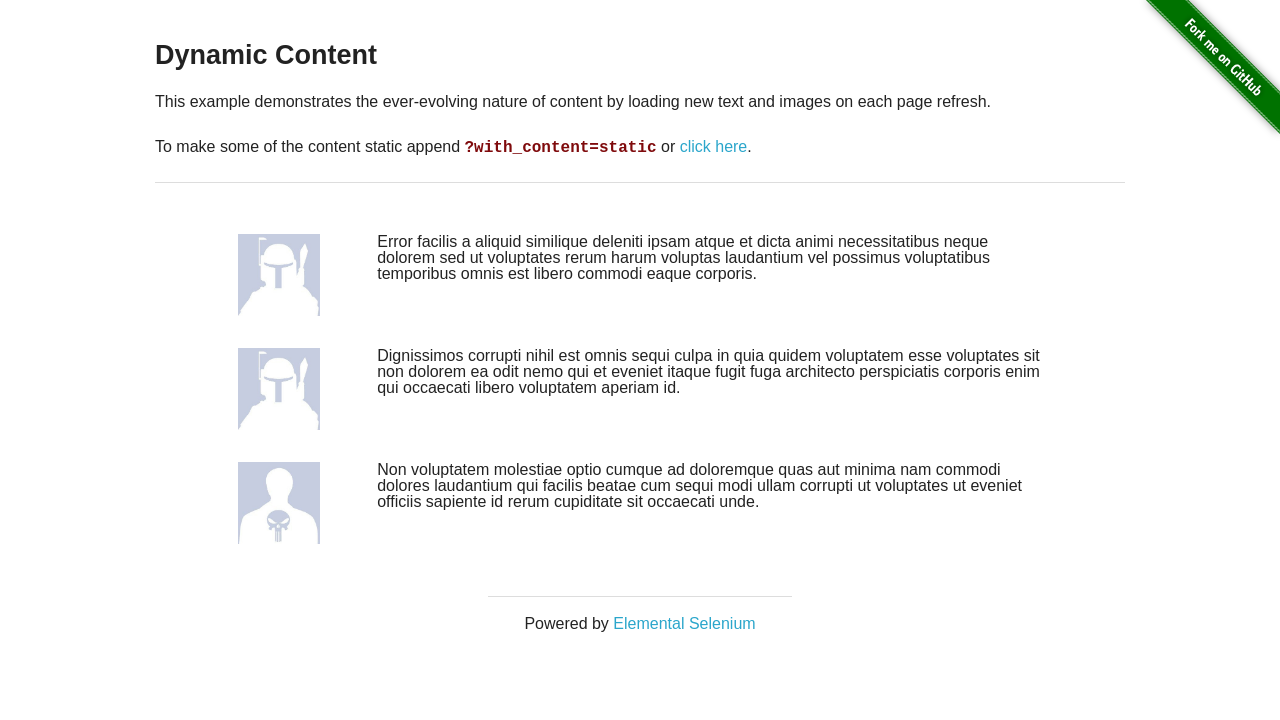 Fork me on GitHub
Dynamic Content
This example demonstrates the ever-evolving nature of content by loading new text and images on each page refresh.
To make some of the content static append ?with_content=static or click here.
Error facilis a aliquid similique deleniti ipsam atque et dicta animi necessitatibus neque
dolorem sed ut voluptates rerum harum voluptas laudantium vel possimus voluptatibus
temporibus omnis est libero commodi eaque corporis.
Dignissimos corrupti nihil est omnis sequi culpa in quia quidem voluptatem esse voluptates sit
non dolorem ea odit nemo qui et eveniet itaque fugit fuga architecto perspiciatis corporis enim
qui occaecati libero voluptatem aperiam id.
Non voluptatem molestiae optio cumque ad doloremque quas aut minima nam commodi
dolores laudantium qui facilis beatae cum sequi modi ullam corrupti ut voluptates ut eveniet
officiis sapiente id rerum cupiditate sit occaecati unde.
Powered by Elemental Selenium